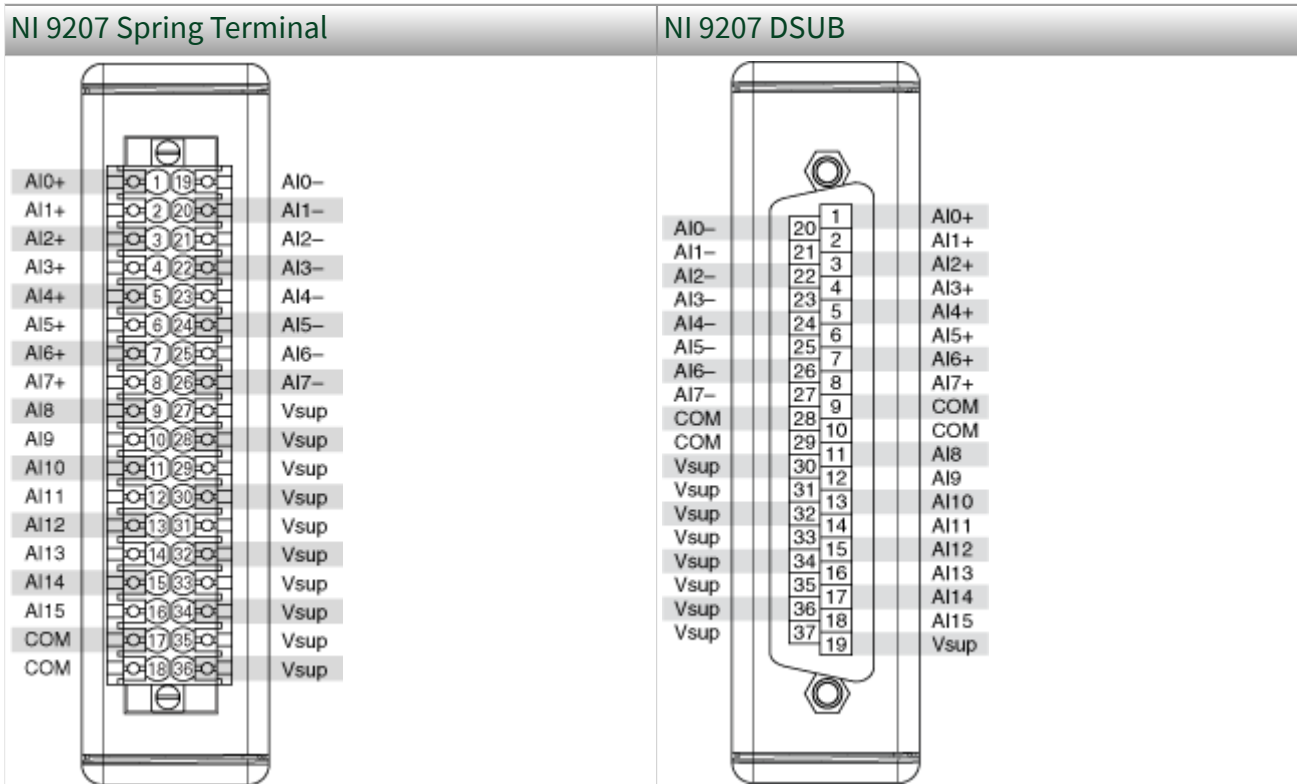 NI 9207 Spring Terminal
NI 9207 DSUB
AI0+ 1 19 AI0–
AI1+ 2 20 AI1–
AI2+ 3 21 AI2–
AI3+ 4 22 AI3–
AI4+ 5 23 AI4–
AI5+ 6 24 AI5–
AI6+ 7 25 AI6–
AI7+ 8 26 AI7–
AI8 9 27 Vsup
AI9 10 28 Vsup
AI10 11 29 Vsup
AI11 12 30 Vsup
AI12 13 31 Vsup
AI13 14 32 Vsup
AI14 15 33 Vsup
AI15 16 34 Vsup
COM 17 35 Vsup
COM 18 36 Vsup
1 AI0+
AI0– 20
2 AI1+
AI1– 21
3 AI2+
AI2– 22
4 AI3+
AI3– 23
5 AI4+
AI4– 24
6 AI5+
AI5– 25
7 AI6+
AI6– 26
8 AI7+
AI7– 27
9 COM
COM 28
10 COM
COM 29
11 AI8
Vsup 30
12 AI9
Vsup 31
13 AI10
Vsup 32
14 AI11
Vsup 33
15 AI12
Vsup 34
16 AI13
Vsup 35
17 AI14
Vsup 36
18 AI15
Vsup 37
19 Vsup